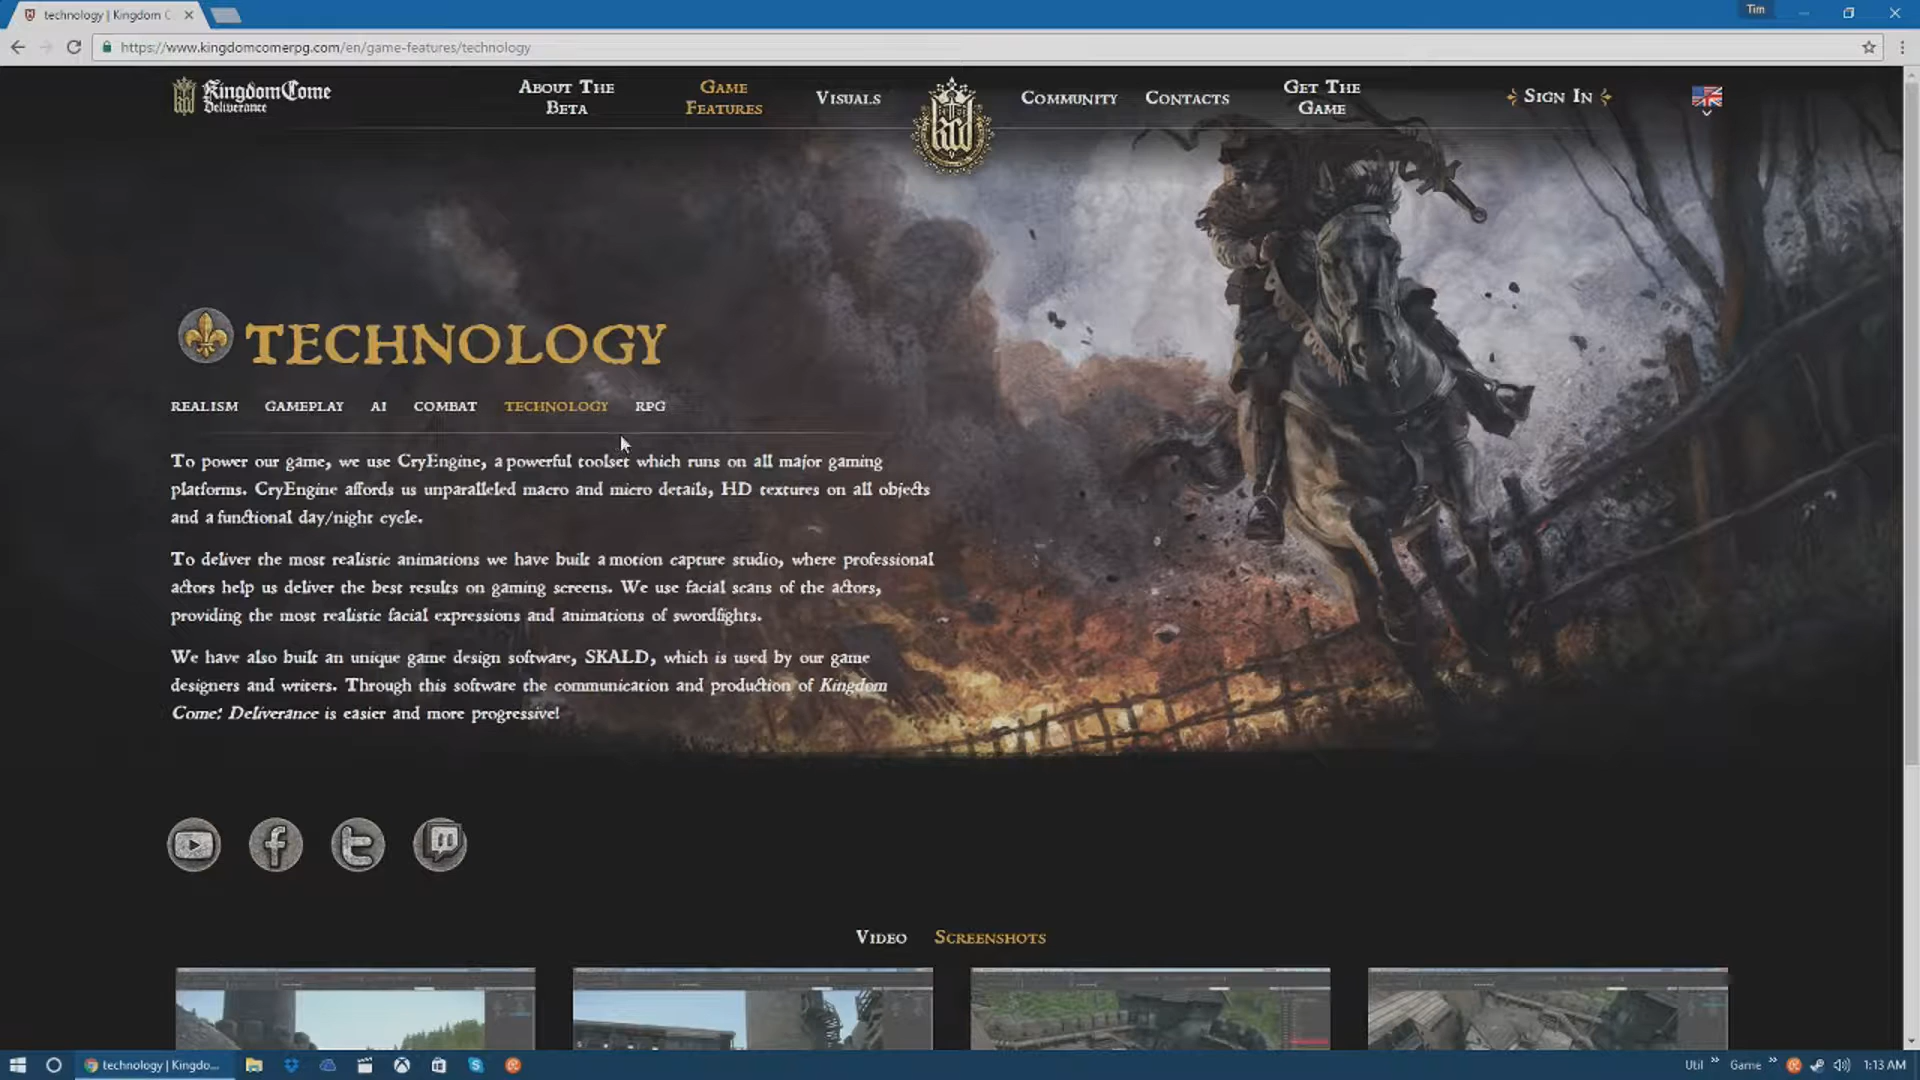 technology | Kingdom C
Tim
https://www.kingdomcomerpg.com/en/game-features/technology
Kingdom Come
Deliverance
About The
Beta
Game
Features
Visuals
Community
Contacts
Get The
Game
Sign In
TECHNOLOGY
REALISM GAMEPLAY AI COMBAT TECHNOLOGY RPG
To power our game, we use CryEngine, a powerful toolset which runs on all major gaming
platforms. CryEngine affords us unparalleled macro and micro details, HD textures on all objects
and a functional day/night cycle.
To deliver the most realistic animations we have built a motion capture studio, where professional
actors help us deliver the best results on gaming screens. We use facial scans of the actors,
providing the most realistic facial expressions and animations of swordfights.
We have also built an unique game design software, SKALD, which is used by our game
designers and writers. Through this software the communication and production of Kingdom
Come: Deliverance is easier and more progressive!
Video Screenshots
technology | Kingdo...
Util
Game
1:13 AM